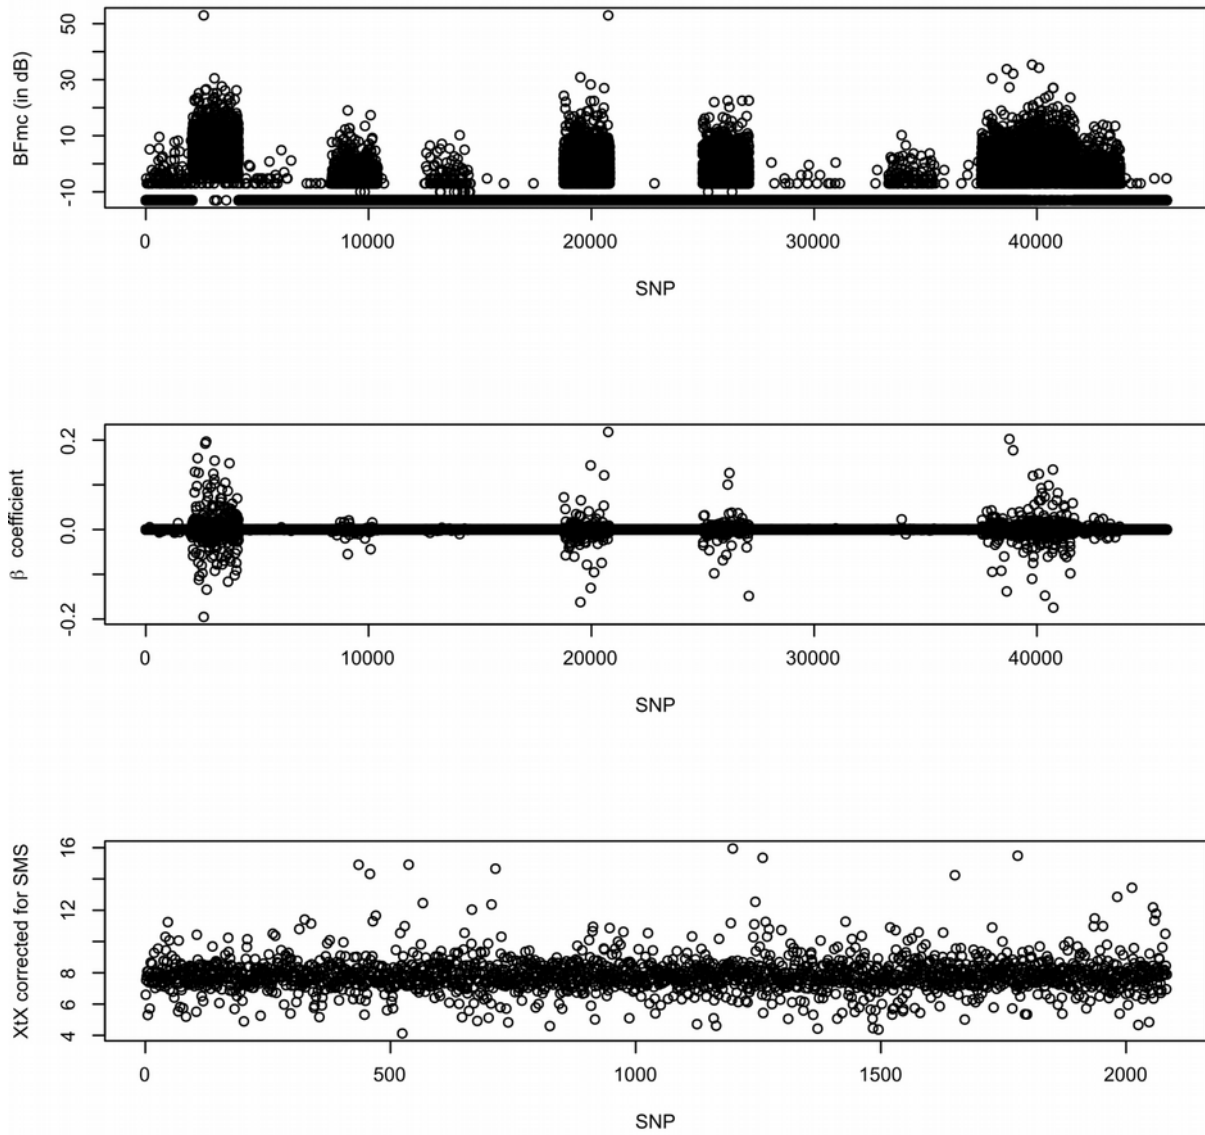 BFmc (in dB)
50
30
10
-10
0 10000 20000 30000 40000
SNP
β coefficient
0.2
0.0
-0.2
0 10000 20000 30000 40000
SNP
XtX corrected for SMS
16
12
8
6
4
0 500 1000 1500 2000
SNP